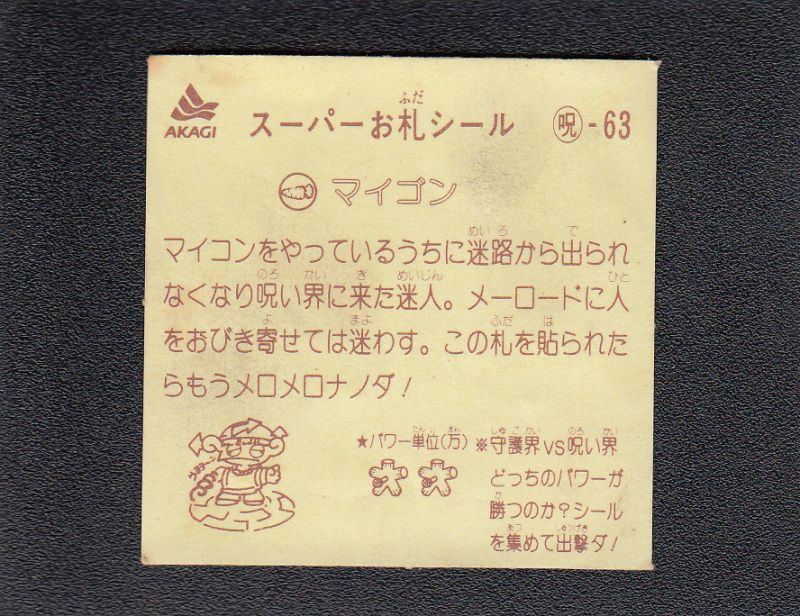 AKAGI
スーパーお札シール ㊙-63
マイゴン
マイコンをやっているうちに迷路から出られ
なくなり呪い界に来た迷人。メーロードに人
をおびき寄せては迷わす。この札を貼られた
らもうメロメロナノダ!
★パワー単位(万)
※守護界VS呪い界
どっちのパワーが
勝つのか?シール
を集めて出撃ダ!